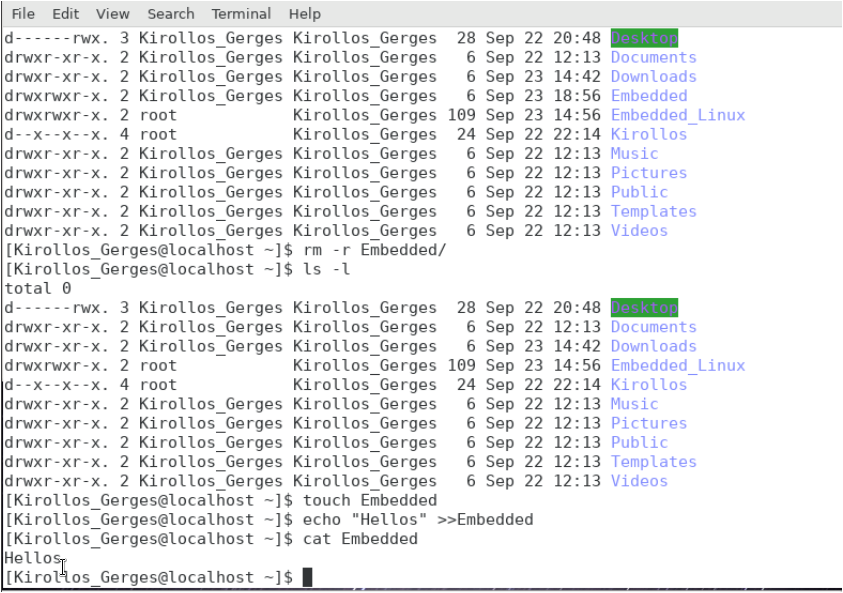 File Edit View Search Terminal Help
d------rwx. 3 Kirollos_Gerges Kirollos_Gerges  28 Sep 22 20:48 Desktop
drwxr-xr-x. 2 Kirollos_Gerges Kirollos_Gerges   6 Sep 22 12:13 Documents
drwxr-xr-x. 2 Kirollos_Gerges Kirollos_Gerges   6 Sep 23 14:42 Downloads
drwxrwxr-x. 2 Kirollos_Gerges Kirollos_Gerges   6 Sep 23 18:56 Embedded
drwxrwxr-x. 2 root            Kirollos_Gerges 109 Sep 23 14:56 Embedded_Linux
d--x--x--x. 4 root            Kirollos_Gerges  24 Sep 22 22:14 Kirollos
drwxr-xr-x. 2 Kirollos_Gerges Kirollos_Gerges   6 Sep 22 12:13 Music
drwxr-xr-x. 2 Kirollos_Gerges Kirollos_Gerges   6 Sep 22 12:13 Pictures
drwxr-xr-x. 2 Kirollos_Gerges Kirollos_Gerges   6 Sep 22 12:13 Public
drwxr-xr-x. 2 Kirollos_Gerges Kirollos_Gerges   6 Sep 22 12:13 Templates
drwxr-xr-x. 2 Kirollos_Gerges Kirollos_Gerges   6 Sep 22 12:13 Videos
[Kirollos_Gerges@localhost ~]$ rm -r Embedded/
[Kirollos_Gerges@localhost ~]$ ls -l
total 0
d------rwx. 3 Kirollos_Gerges Kirollos_Gerges  28 Sep 22 20:48 Desktop
drwxr-xr-x. 2 Kirollos_Gerges Kirollos_Gerges   6 Sep 22 12:13 Documents
drwxr-xr-x. 2 Kirollos_Gerges Kirollos_Gerges   6 Sep 23 14:42 Downloads
drwxrwxr-x. 2 root            Kirollos_Gerges 109 Sep 23 14:56 Embedded_Linux
d--x--x--x. 4 root            Kirollos_Gerges  24 Sep 22 22:14 Kirollos
drwxr-xr-x. 2 Kirollos_Gerges Kirollos_Gerges   6 Sep 22 12:13 Music
drwxr-xr-x. 2 Kirollos_Gerges Kirollos_Gerges   6 Sep 22 12:13 Pictures
drwxr-xr-x. 2 Kirollos_Gerges Kirollos_Gerges   6 Sep 22 12:13 Public
drwxr-xr-x. 2 Kirollos_Gerges Kirollos_Gerges   6 Sep 22 12:13 Templates
drwxr-xr-x. 2 Kirollos_Gerges Kirollos_Gerges   6 Sep 22 12:13 Videos
[Kirollos_Gerges@localhost ~]$ touch Embedded
[Kirollos_Gerges@localhost ~]$ echo "Hellos" >>Embedded
[Kirollos_Gerges@localhost ~]$ cat Embedded
Hellos
[Kirollos_Gerges@localhost ~]$